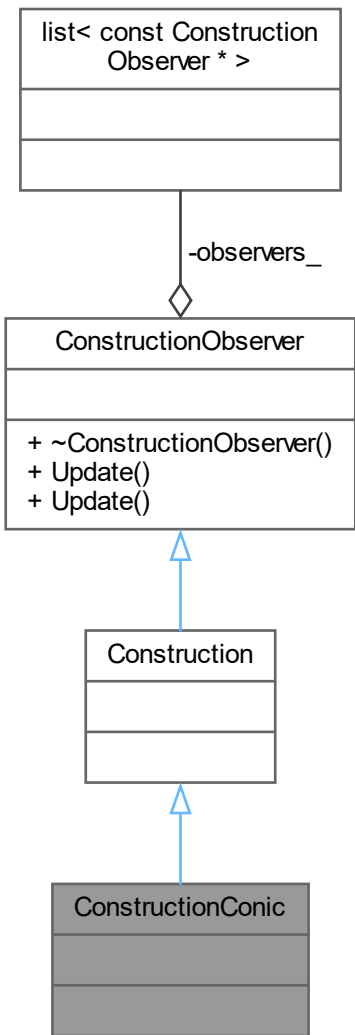 list< const Construction
Observer * >
-observers_
ConstructionObserver
+ ~ConstructionObserver()
+ Update()
+ Update()
Construction
ConstructionConic